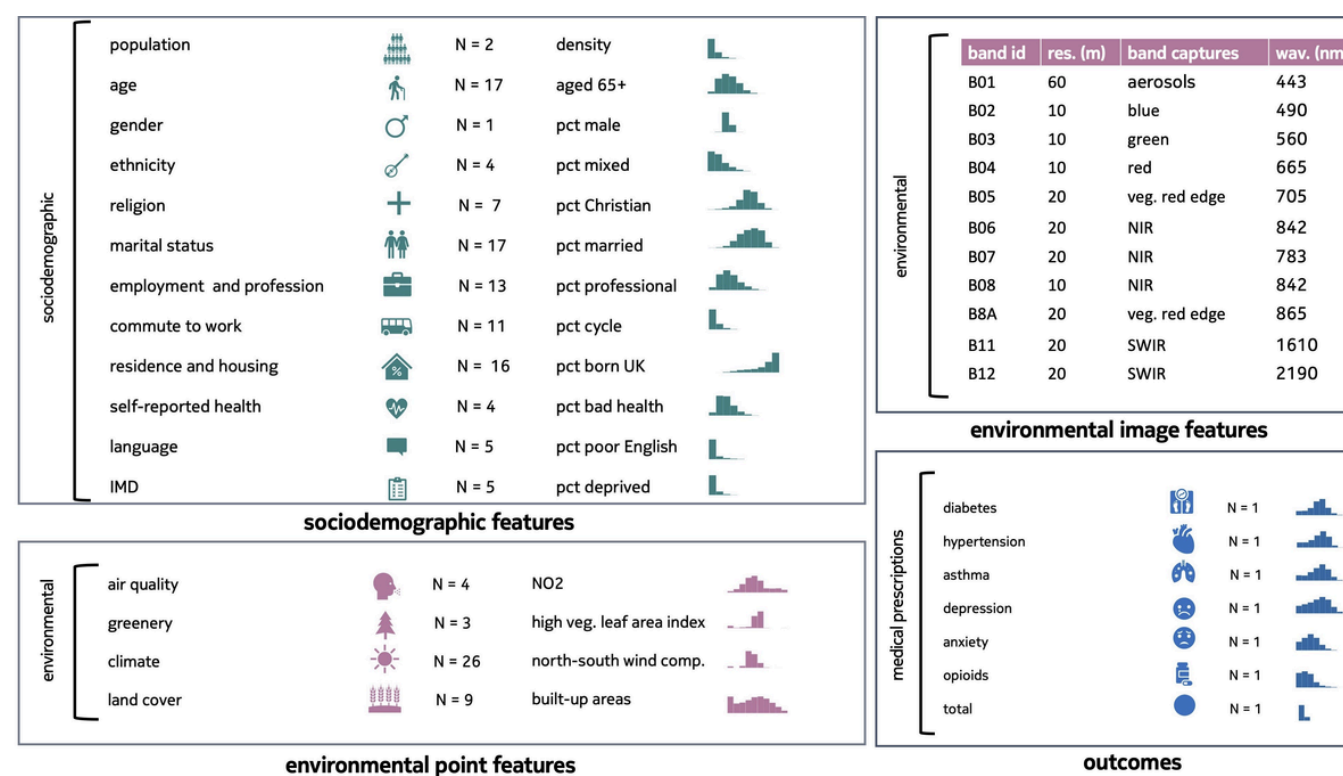 sociodemographic
population N = 2 density
age N = 17 aged 65+
gender N = 1 pct male
ethnicity N = 4 pct mixed
religion N = 7 pct Christian
marital status N = 17 pct married
employment and profession N = 13 pct professional
commute to work N = 11 pct cycle
residence and housing % N = 16 pct born UK
self-reported health N = 4 pct bad health
language N = 5 pct poor English
IMD N = 5 pct deprived
sociodemographic features
environmental
air quality N = 4 NO2
greenery N = 3 high veg. leaf area index
climate N = 26 north-south wind comp.
land cover N = 9 built-up areas
environmental point features
environmental
band id res. (m) band captures wav. (nm
B01 60 aerosols 443
B02 10 blue 490
B03 10 green 560
B04 10 red 665
B05 20 veg. red edge 705
B06 20 NIR 842
B07 20 NIR 783
B08 10 NIR 842
B8A 20 veg. red edge 865
B11 20 SWIR 1610
B12 20 SWIR 2190
environmental image features
medical prescriptions
diabetes N = 1
hypertension N = 1
asthma N = 1
depression N = 1
anxiety N = 1
opioids N = 1
total N = 1
outcomes